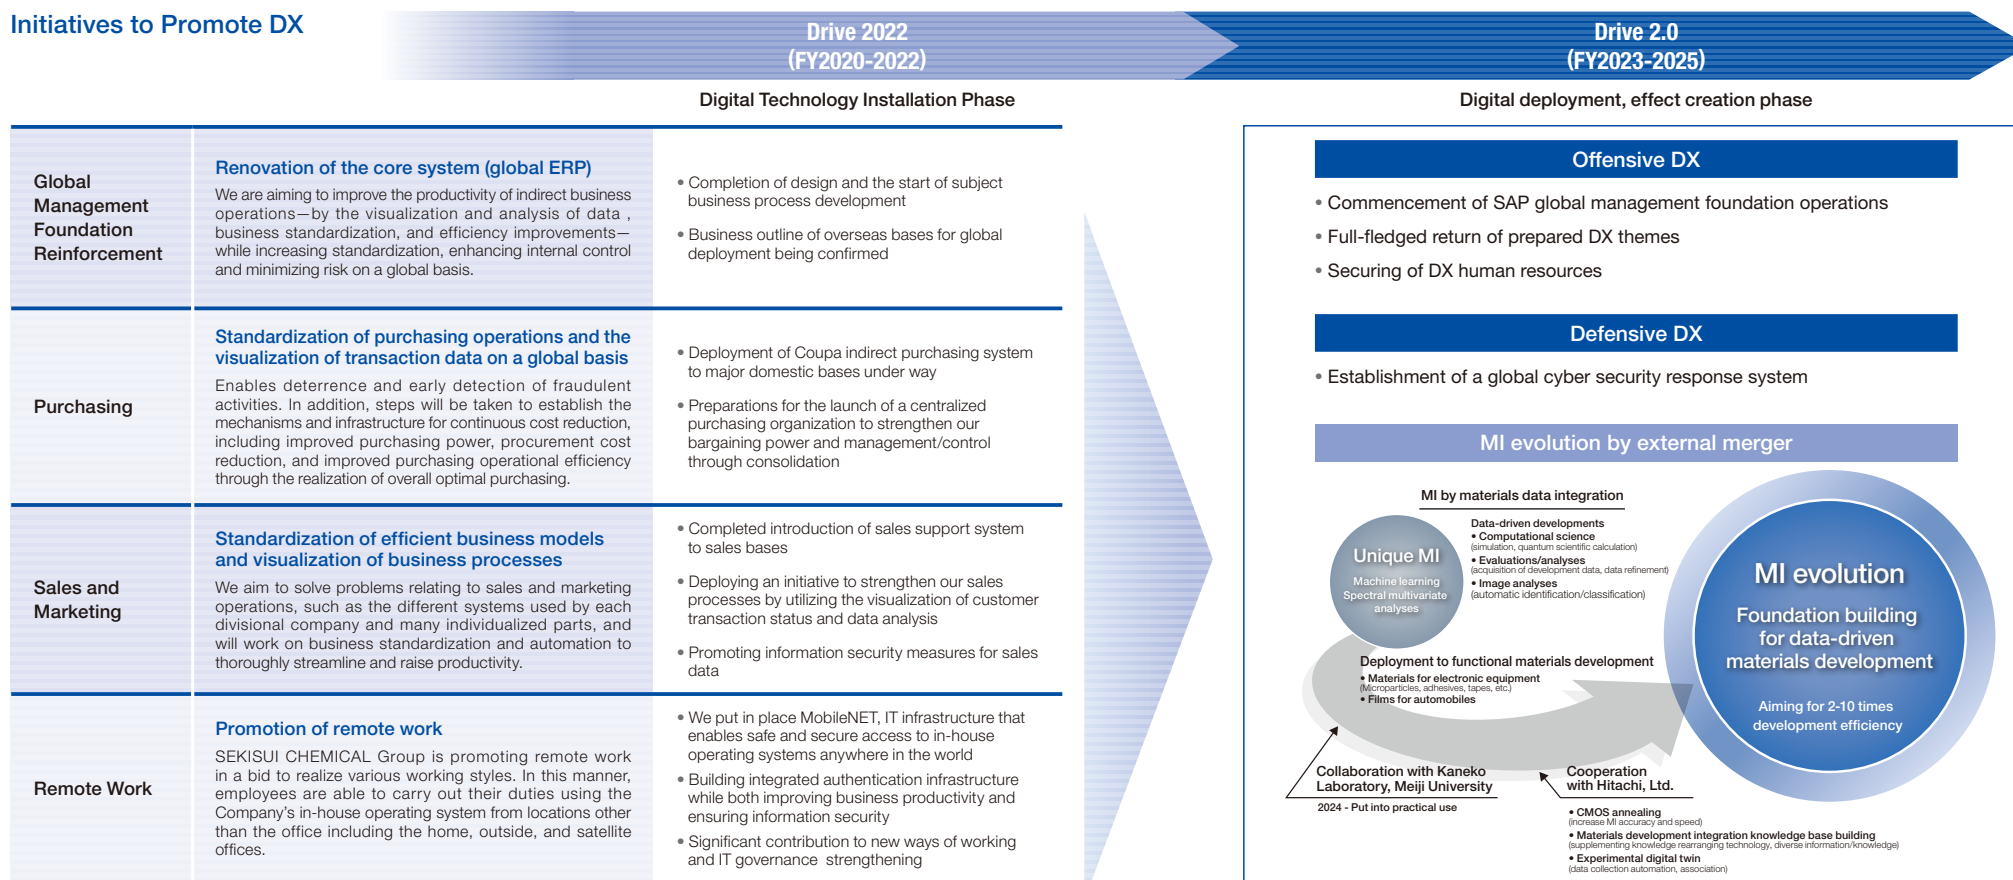 Initiatives to Promote DX
Drive 2022
(FY2020-2022)
Drive 2.0
(FY2023-2025)
Digital Technology Installation Phase
Digital deployment, effect creation phase
Global
Management
Foundation
Reinforcement
Renovation of the core system (global ERP)
We are aiming to improve the productivity of indirect business
operations—by the visualization and analysis of data ,
business standardization, and efficiency improvements—
while increasing standardization, enhancing internal control
and minimizing risk on a global basis.
• Completion of design and the start of subject
business process development
• Business outline of overseas bases for global
deployment being confirmed
Purchasing
Standardization of purchasing operations and the
visualization of transaction data on a global basis
Enables deterrence and early detection of fraudulent
activities. In addition, steps will be taken to establish the
mechanisms and infrastructure for continuous cost reduction,
including improved purchasing power, procurement cost
reduction, and improved purchasing operational efficiency
through the realization of overall optimal purchasing.
• Deployment of Coupa indirect purchasing system
to major domestic bases under way
• Preparations for the launch of a centralized
purchasing organization to strengthen our
bargaining power and management/control
through consolidation
Sales and
Marketing
Standardization of efficient business models
and visualization of business processes
We aim to solve problems relating to sales and marketing
operations, such as the different systems used by each
divisional company and many individualized parts, and
will work on business standardization and automation to
thoroughly streamline and raise productivity.
• Completed introduction of sales support system
to sales bases
• Deploying an initiative to strengthen our sales
processes by utilizing the visualization of customer
transaction status and data analysis
• Promoting information security measures for sales
data
Remote Work
Promotion of remote work
SEKISUI CHEMICAL Group is promoting remote work
in a bid to realize various working styles. In this manner,
employees are able to carry out their duties using the
Company's in-house operating system from locations other
than the office including the home, outside, and satellite
offices.
• We put in place MobileNET, IT infrastructure that
enables safe and secure access to in-house
operating systems anywhere in the world
• Building integrated authentication infrastructure
while both improving business productivity and
ensuring information security
• Significant contribution to new ways of working
and IT governance strengthening
Offensive DX
• Commencement of SAP global management foundation operations
• Full-fledged return of prepared DX themes
• Securing of DX human resources
Defensive DX
• Establishment of a global cyber security response system
MI evolution by external merger
MI by materials data integration
Unique MI
Machine learning
Spectral multivariate
analyses
Data-driven developments
• Computational science
(simulation, quantum scientific calculation)
• Evaluations/analyses
(acquisition of development data, data refinement)
• Image analyses
(automatic identification/classification)
Deployment to functional materials development
• Materials for electronic equipment
(Microparticles, adhesives, tapes, etc.)
• Films for automobiles
MI evolution
Foundation building
for data-driven
materials development
Aiming for 2-10 times
development efficiency
Collaboration with Kaneko
Laboratory, Meiji University
2024 - Put into practical use
Cooperation
with Hitachi, Ltd.
• CMOS annealing
(increase MI accuracy and speed)
• Materials development integration knowledge base building
(supplementing knowledge rearranging technology, diverse information/knowledge)
• Experimental digital twin
(data collection automation, association)